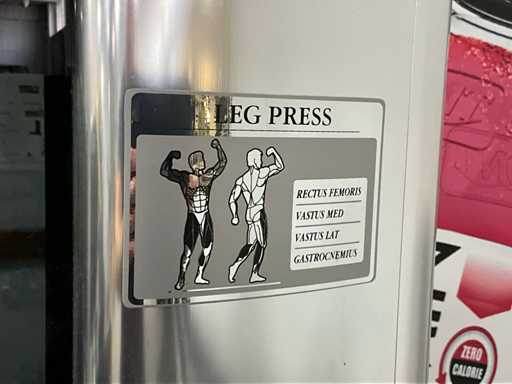 LEG PRESS
RECTUS FEMORIS
VASTUS MED
VASTUS LAT
GASTROCNEMIUS
ZERO
CALORIE